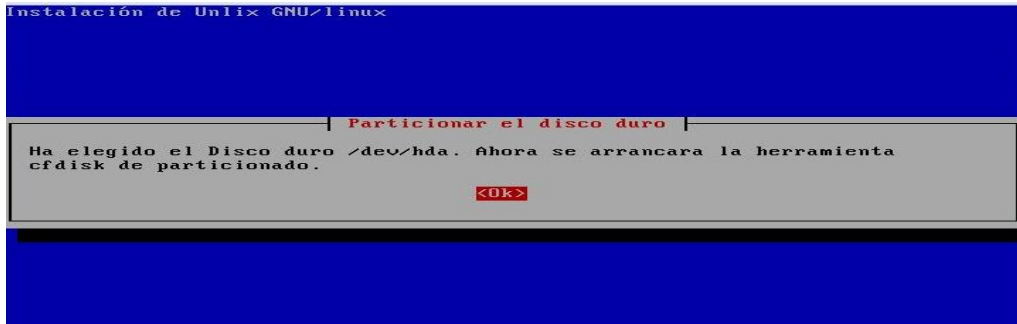 Instalación de Unlix GNU/linux
Particionar el disco duro
Ha elegido el Disco duro /dev/hda. Ahora se arrancara la herramienta
cfdisk de particionado.
<Ok>